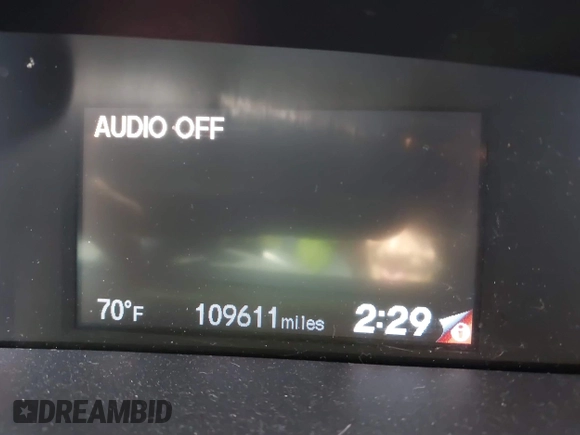 AUDIO OFF
70°F 109611 miles 2:29
DREAMBID